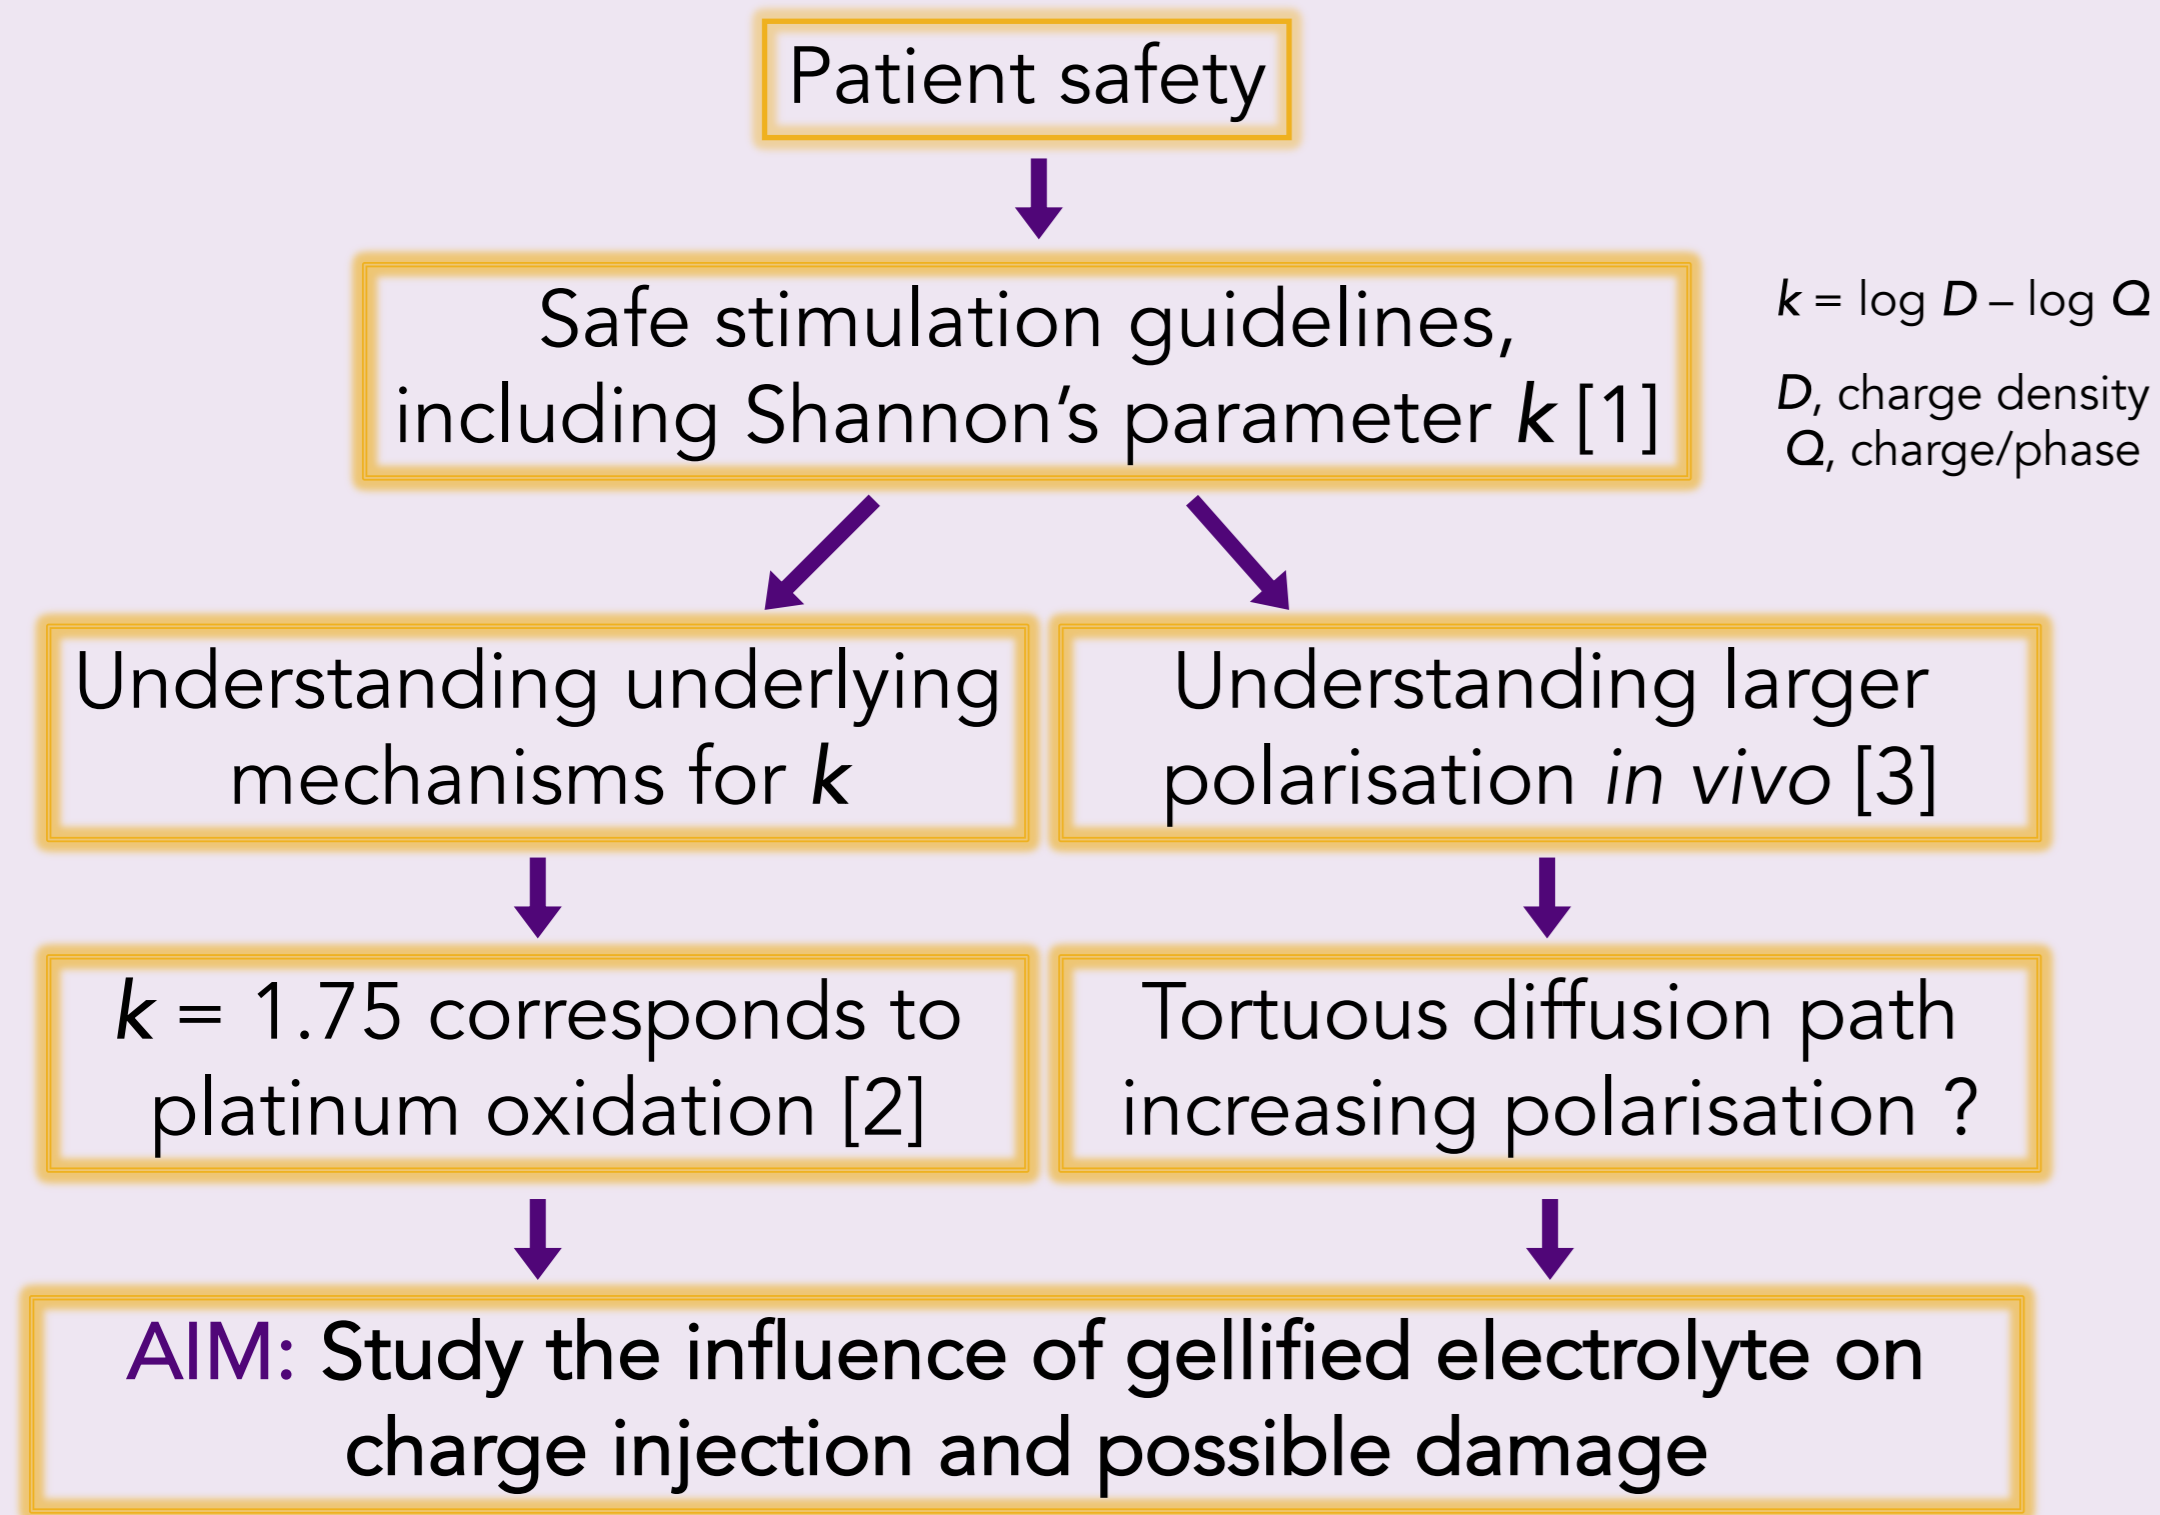 Patient safety
Safe stimulation guidelines,
including Shannon’s parameter k [1]
k = log D – log Q
D, charge density
Q, charge/phase
Understanding underlying
mechanisms for k
Understanding larger
polarisation in vivo [3]
k = 1.75 corresponds to
platinum oxidation [2]
Tortuous diffusion path
increasing polarisation ?
AIM: Study the influence of gellified electrolyte on
charge injection and possible damage